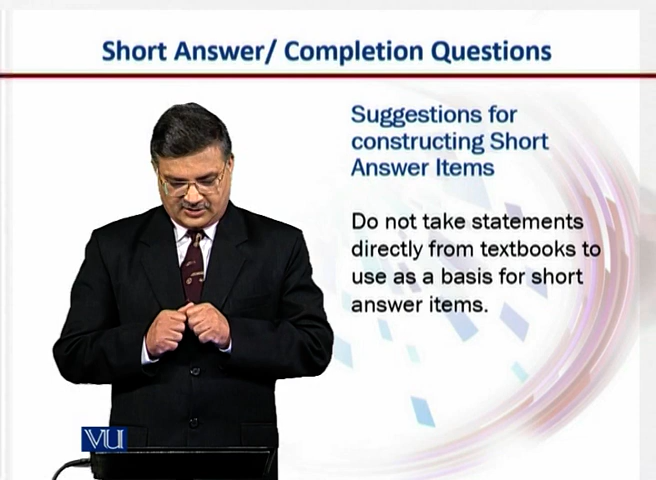 Short Answer/ Completion Questions
Suggestions for
constructing Short
Answer Items
Do not take statements
directly from textbooks to
use as a basis for short
answer items.
VU